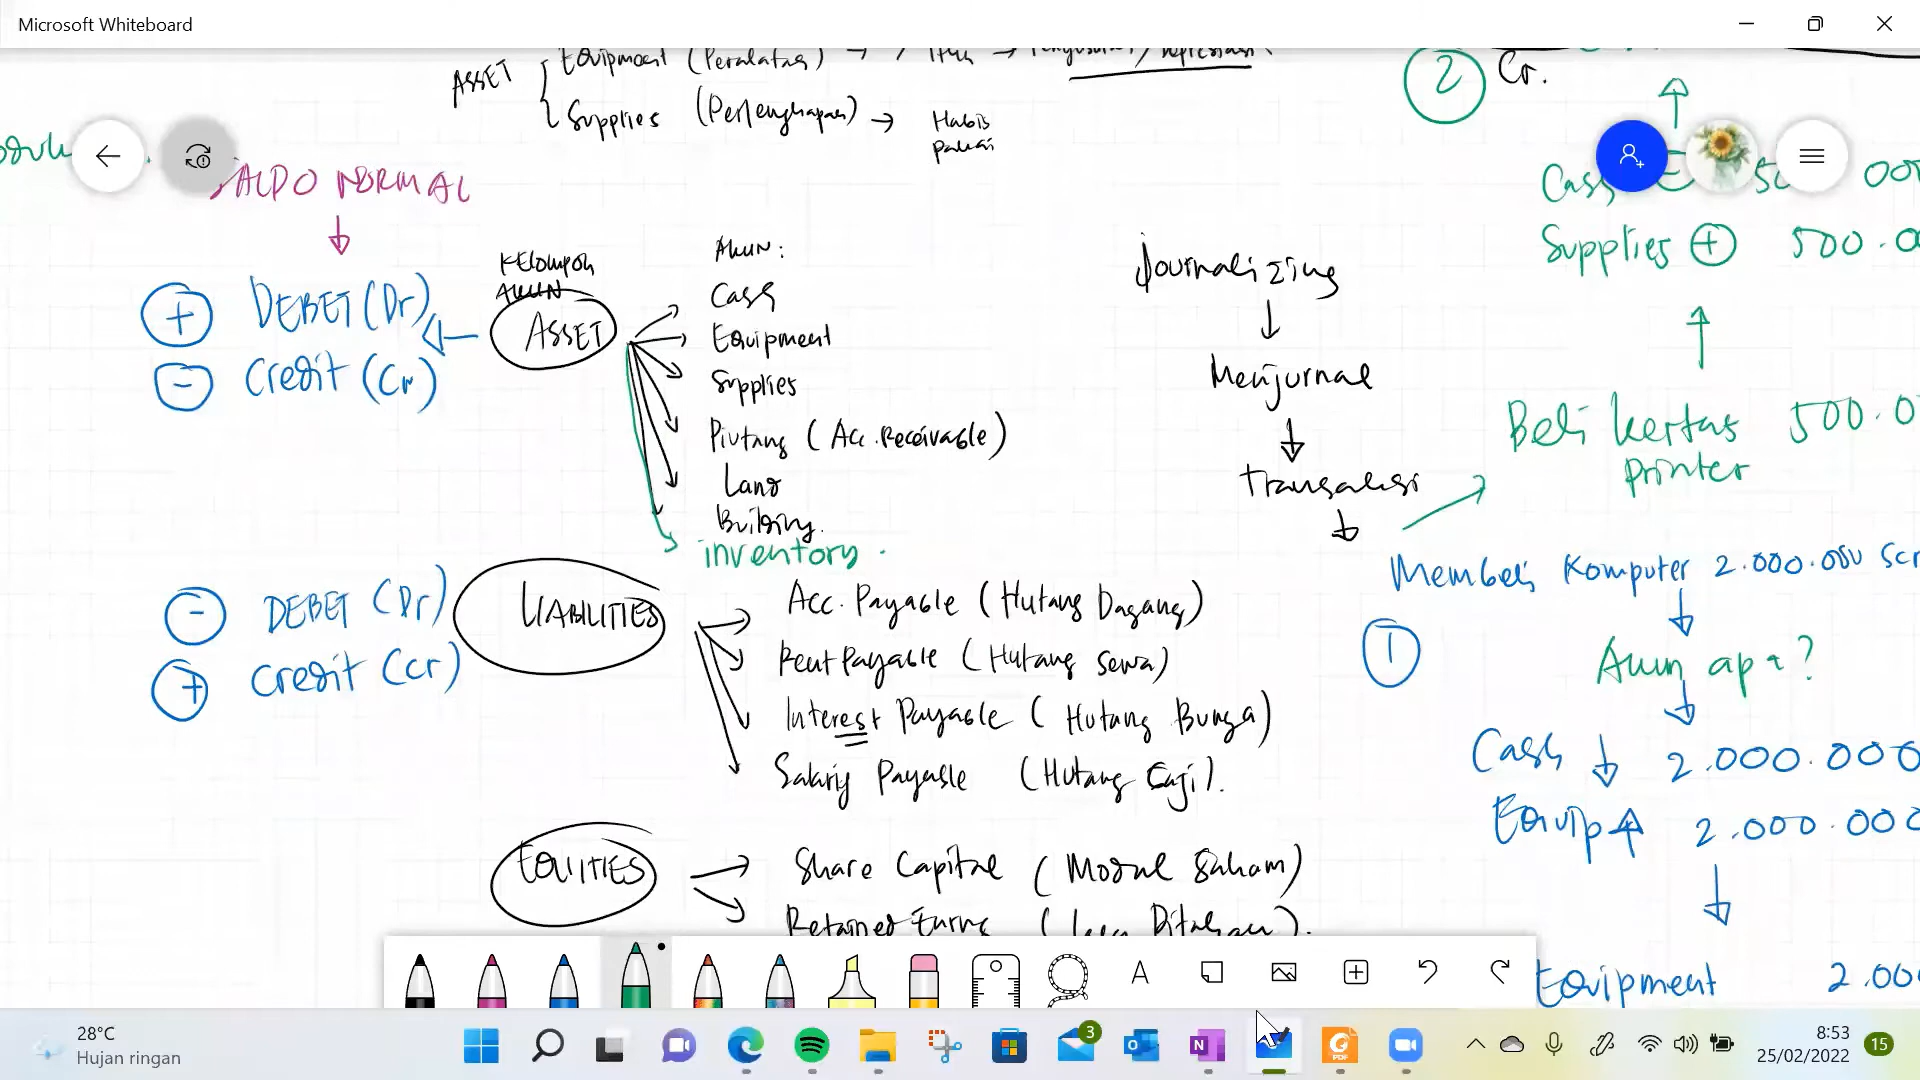 Microsoft Whiteboard
ASSET
Equipment (Peralatan) →
Supplies (Perlengkapan) → Habis
pakai
SALDO NORMAL
KELOMPOK
AKUN
ASSET
+ DEBET (Dr)
- Credit (Cr)
AKUN :
Cash
Equipment
Supplies
Piutang (Acc. Receivable)
Land
Building.
inventory.
- DEBET (Dr)
+ Credit (cr)
LIABILITIES
Acc. Payable (Hutang Dagang)
Rent Payable (Hutang Sewa)
Interest Payable (Hutang Bunga)
Salary Payable (Hutang Gaji).
EQUITIES
Share Capital (Modal Saham)
Journalizing
Menjurnal
Transaksi
2
Cr.
Cash -
Supplies + 500.0
Beli kertas 500.0
printer
Membeli Komputer 2.000.000
1
Akun apa?
Cash ↓ 2.000.000
Equip ↑ 2.000.000
Equipment 2.00
28°C
Hujan ringan
3
8:53
25/02/2022
15